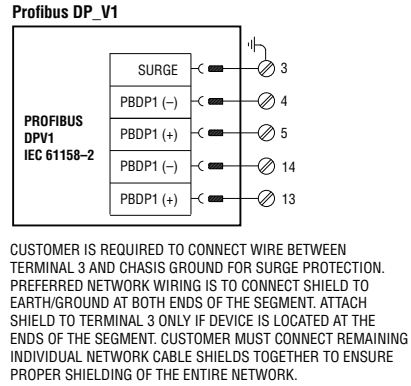 Profibus DP_V1
SURGE 3
PBDP1 (–) 4
PROFIBUS
DPV1
IEC 61158–2
PBDP1 (+) 5
PBDP1 (–) 14
PBDP1 (+) 13
CUSTOMER IS REQUIRED TO CONNECT WIRE BETWEEN
TERMINAL 3 AND CHASIS GROUND FOR SURGE PROTECTION.
PREFERRED NETWORK WIRING IS TO CONNECT SHIELD TO
EARTH/GROUND AT BOTH ENDS OF THE SEGMENT. ATTACH
SHIELD TO TERMINAL 3 ONLY IF DEVICE IS LOCATED AT THE
ENDS OF THE SEGMENT. CUSTOMER MUST CONNECT REMAINING
INDIVIDUAL NETWORK CABLE SHIELDS TOGETHER TO ENSURE
PROPER SHIELDING OF THE ENTIRE NETWORK.